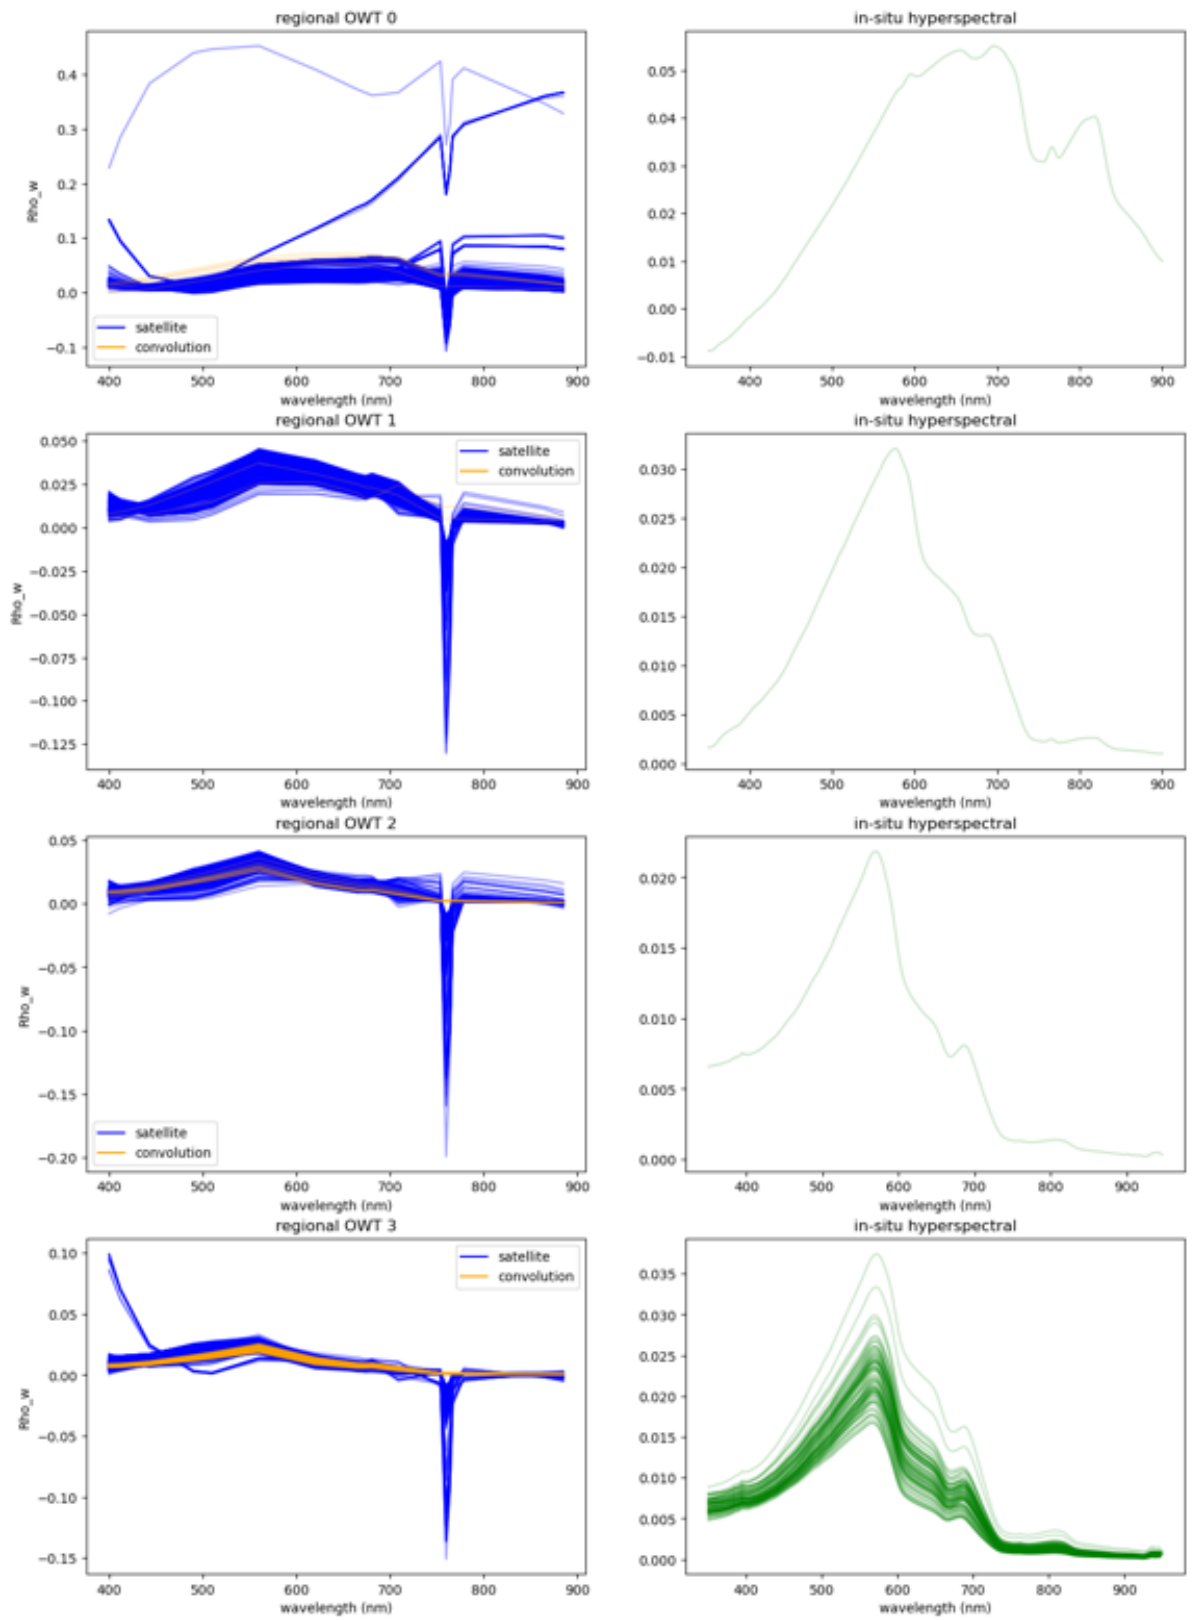 regional OWT 0
Rho_w
0.4
0.3
0.2
0.1
0.0
−0.1
satellite
convolution
400 500 600 700 800 900
wavelength (nm)
in-situ hyperspectral
0.05
0.04
0.03
0.02
0.01
0.00
−0.01
400 500 600 700 800 900
wavelength (nm)
regional OWT 1
Rho_w
0.050
0.025
0.000
−0.025
−0.050
−0.075
−0.100
−0.125
satellite
convolution
400 500 600 700 800 900
wavelength (nm)
in-situ hyperspectral
0.030
0.025
0.020
0.015
0.010
0.005
0.000
400 500 600 700 800 900
wavelength (nm)
regional OWT 2
Rho_w
0.05
0.00
−0.05
−0.10
−0.15
−0.20
satellite
convolution
400 500 600 700 800 900
wavelength (nm)
in-situ hyperspectral
0.020
0.015
0.010
0.005
0.000
400 500 600 700 800 900
wavelength (nm)
regional OWT 3
Rho_w
0.10
0.05
0.00
−0.05
−0.10
−0.15
satellite
convolution
400 500 600 700 800 900
wavelength (nm)
in-situ hyperspectral
0.035
0.030
0.025
0.020
0.015
0.010
0.005
0.000
400 500 600 700 800 900
wavelength (nm)